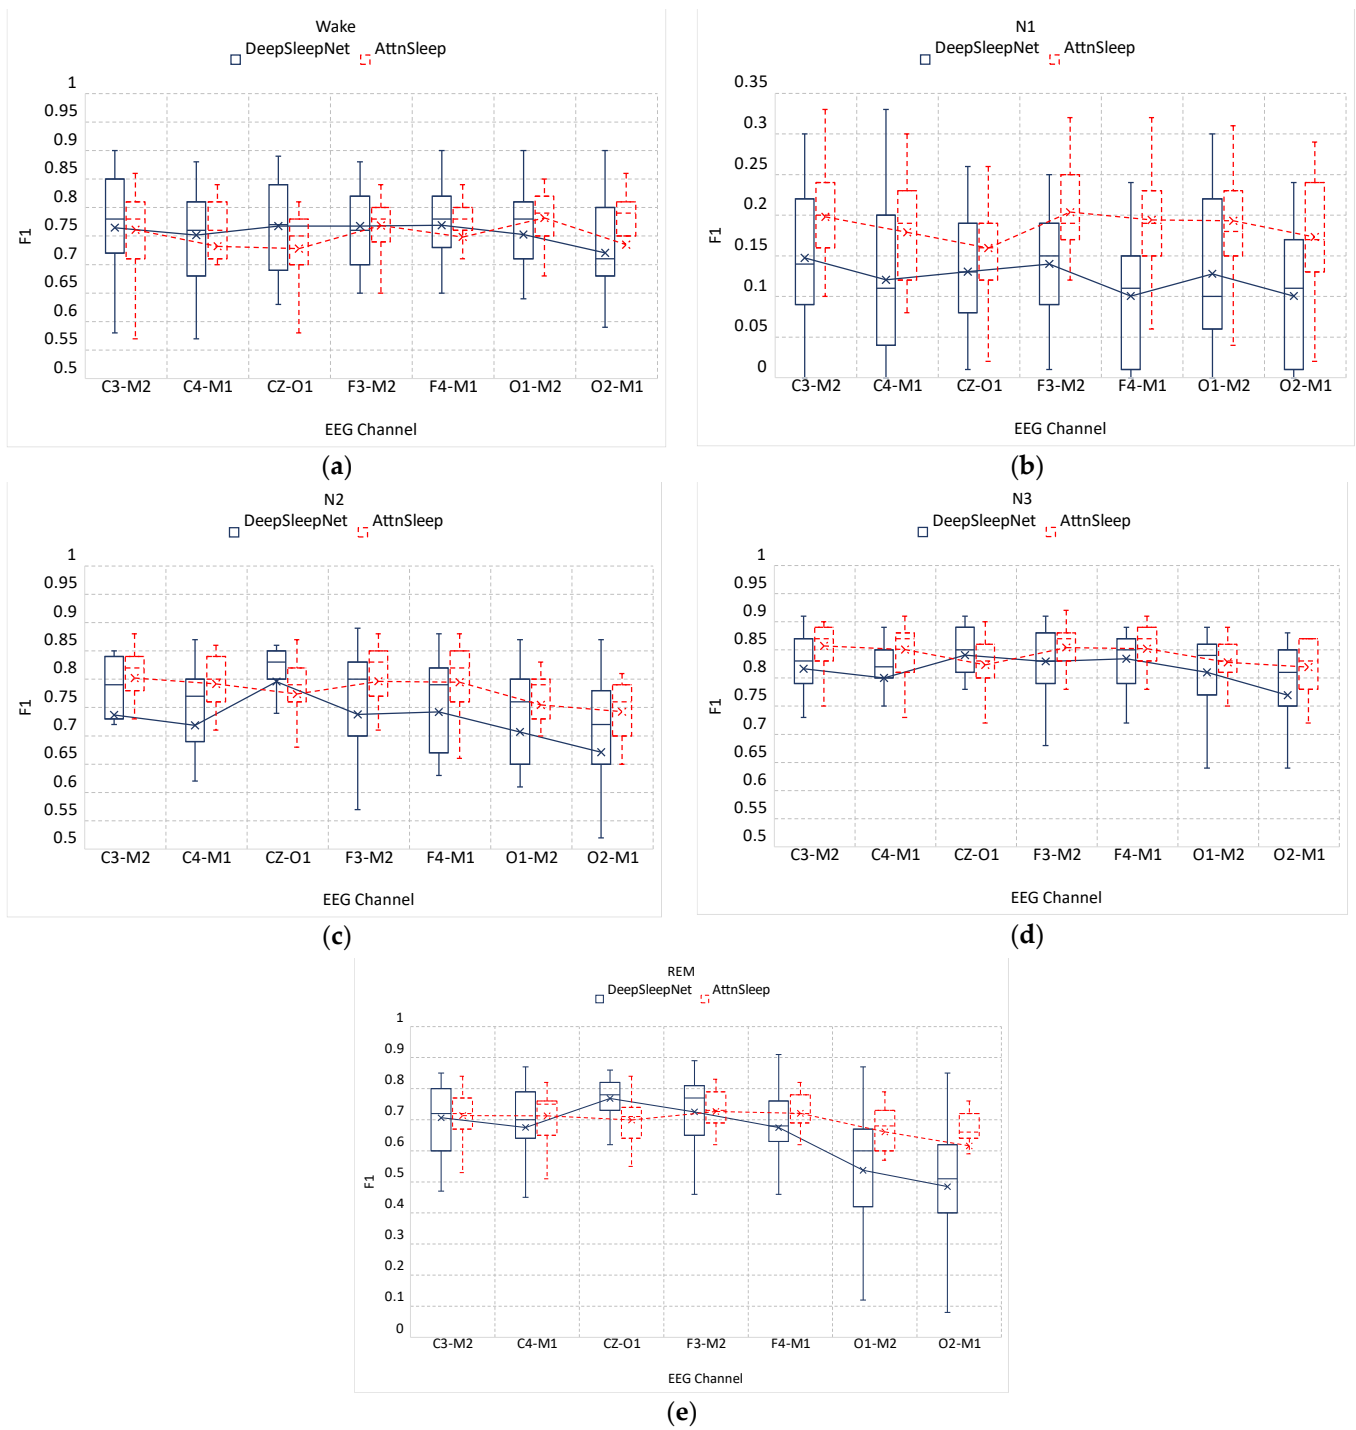 Wake
DeepSleepNet AttnSleep
1
0.95
0.9
0.85
0.8
0.75
0.7
0.65
0.6
0.55
0.5
F1
C3-M2 C4-M1 CZ-O1 F3-M2 F4-M1 O1-M2 O2-M1
EEG Channel
(a)
N1
DeepSleepNet AttnSleep
0.35
0.3
0.25
0.2
0.15
0.1
0.05
0
F1
C3-M2 C4-M1 CZ-O1 F3-M2 F4-M1 O1-M2 O2-M1
EEG Channel
(b)
N2
DeepSleepNet AttnSleep
1
0.95
0.9
0.85
0.8
0.75
0.7
0.65
0.6
0.55
0.5
F1
C3-M2 C4-M1 CZ-O1 F3-M2 F4-M1 O1-M2 O2-M1
EEG Channel
(c)
N3
DeepSleepNet AttnSleep
1
0.95
0.9
0.85
0.8
0.75
0.7
0.65
0.6
0.55
0.5
F1
C3-M2 C4-M1 CZ-O1 F3-M2 F4-M1 O1-M2 O2-M1
EEG Channel
(d)
REM
DeepSleepNet AttnSleep
1
0.9
0.8
0.7
0.6
0.5
0.4
0.3
0.2
0.1
0
F1
C3-M2 C4-M1 CZ-O1 F3-M2 F4-M1 O1-M2 O2-M1
EEG Channel
(e)